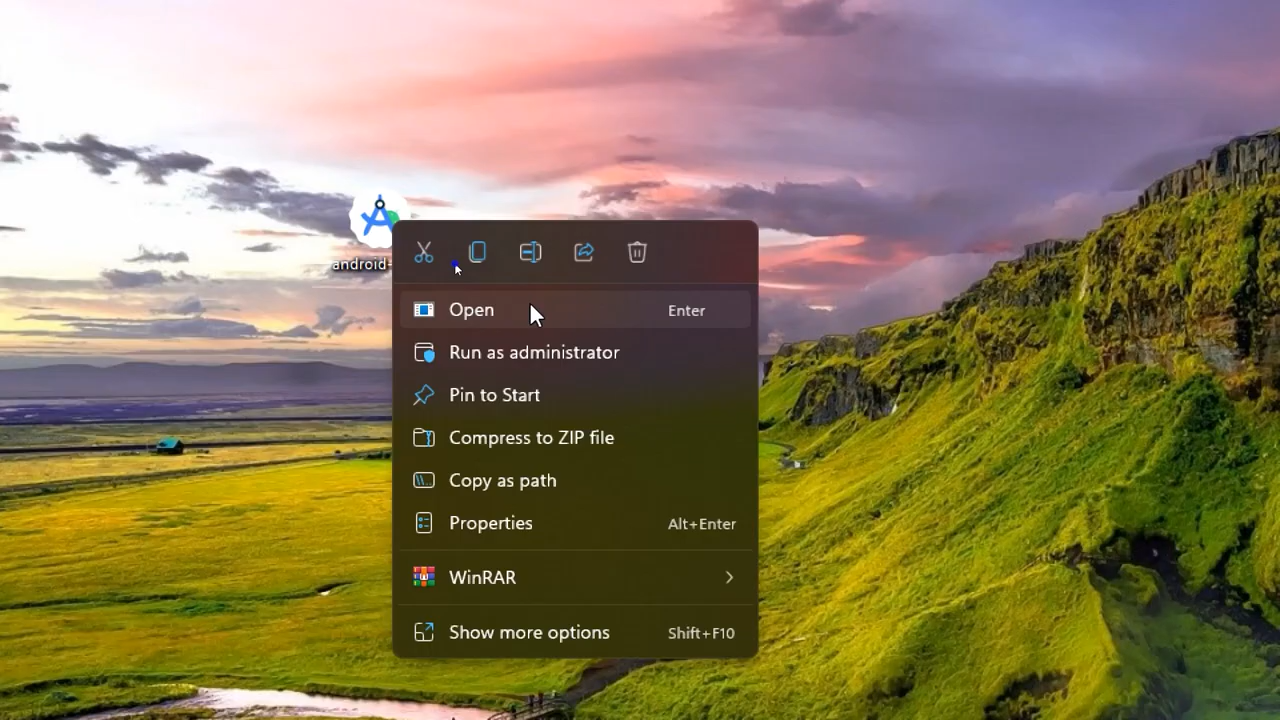 android-
Open Enter
Run as administrator
Pin to Start
Compress to ZIP file
Copy as path
Properties Alt+Enter
WinRAR
Show more options Shift+F10